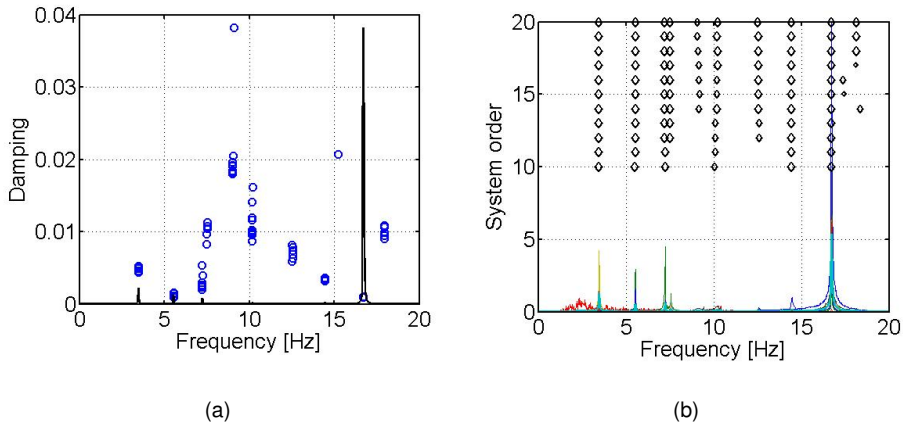 0.04
0.03
0.02
0.01
0
Damping
0 5 10 15 20
Frequency [Hz]
(a)
20
15
10
5
0
System order
0 5 10 15 20
Frequency [Hz]
(b)